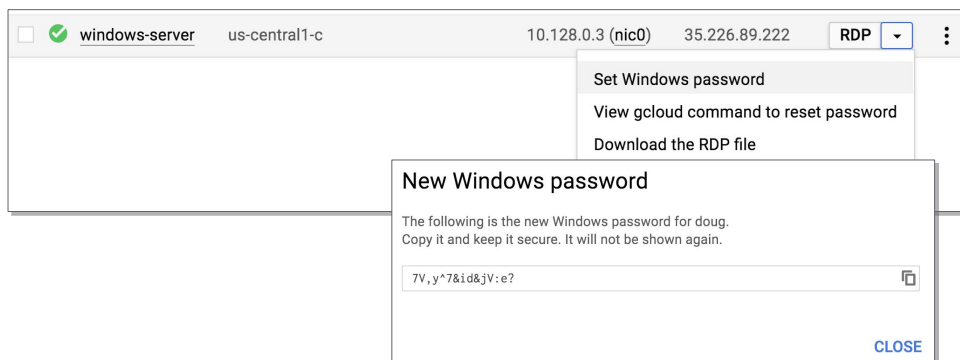 windows-server us-central1-c 10.128.0.3 (nic0) 35.226.89.222 RDP
Set Windows password
View gcloud command to reset password
Download the RDP file
New Windows password
The following is the new Windows password for doug.
Copy it and keep it secure. It will not be shown again.
7V,y^7&id&jV:e?
CLOSE